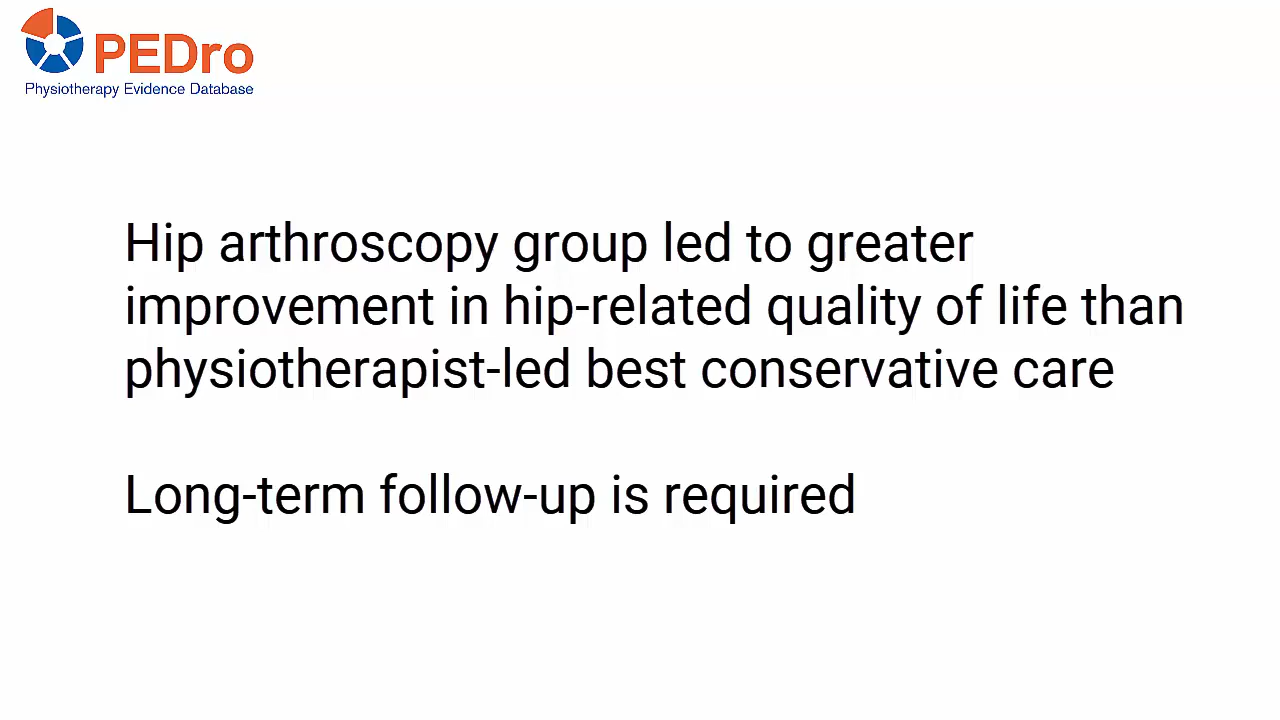 PEDro
Physiotherapy Evidence Database
Hip arthroscopy group led to greater
improvement in hip-related quality of life than
physiotherapist-led best conservative care
Long-term follow-up is required